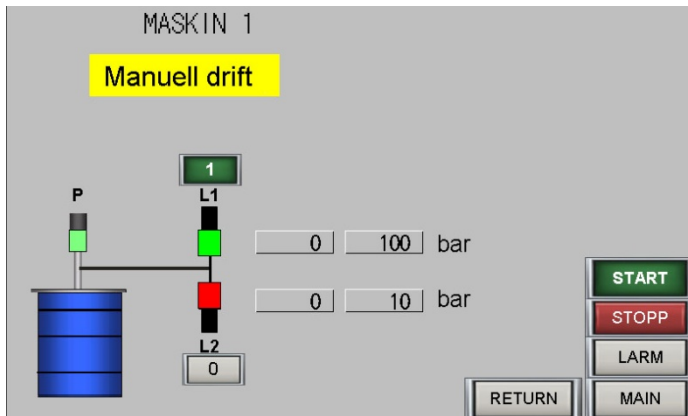 MASKIN 1
Manuell drift
1
P
L1
0 100 bar
0 10 bar
L2
0
START
STOPP
LARM
RETURN MAIN